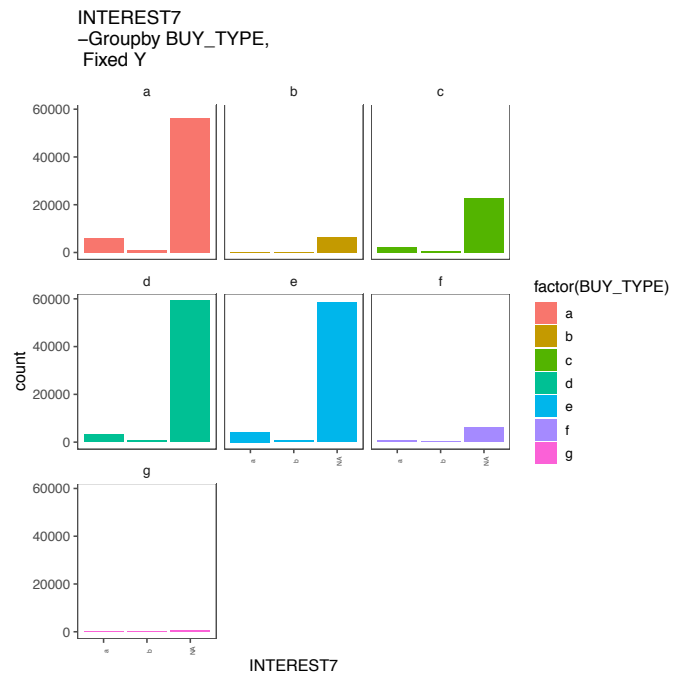 INTEREST7
−Groupby BUY_TYPE,
Fixed Y
a
b
c
60000
40000
20000
0
d
e
f
60000
40000
20000
0
a
b
NA
a
b
NA
g
60000
40000
20000
0
a
b
NA
count
INTEREST7
factor(BUY_TYPE)
a
b
c
d
e
f
g